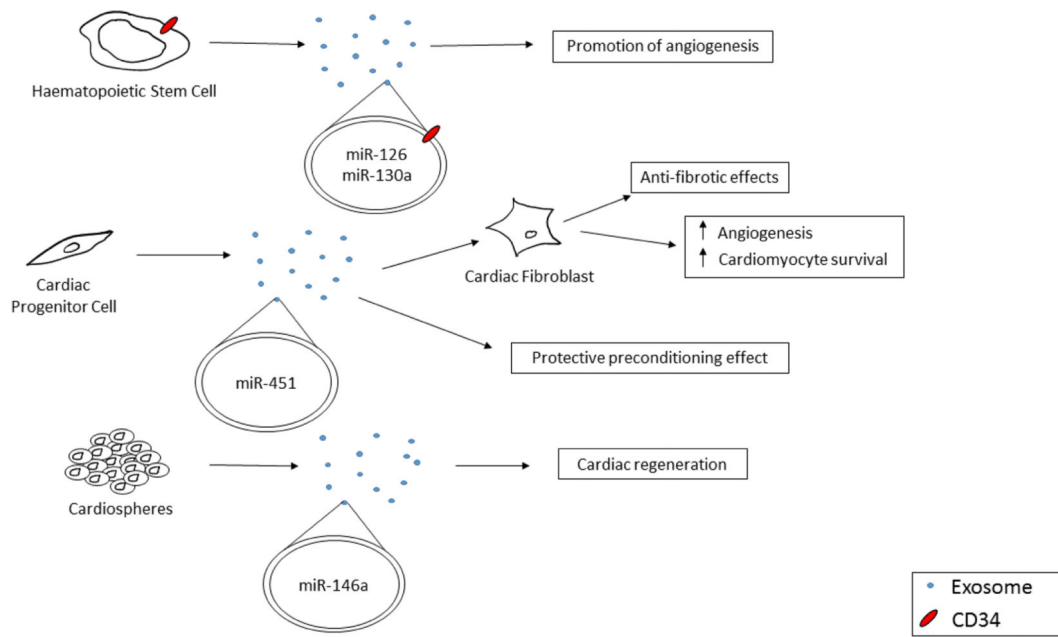 Haematopoietic Stem Cell
Promotion of angiogenesis
miR-126
miR-130a
Cardiac
Progenitor Cell
Cardiac Fibroblast
Anti-fibrotic effects
Angiogenesis
Cardiomyocyte survival
Protective preconditioning effect
miR-451
Cardiospheres
Cardiac regeneration
miR-146a
Exosome
CD34